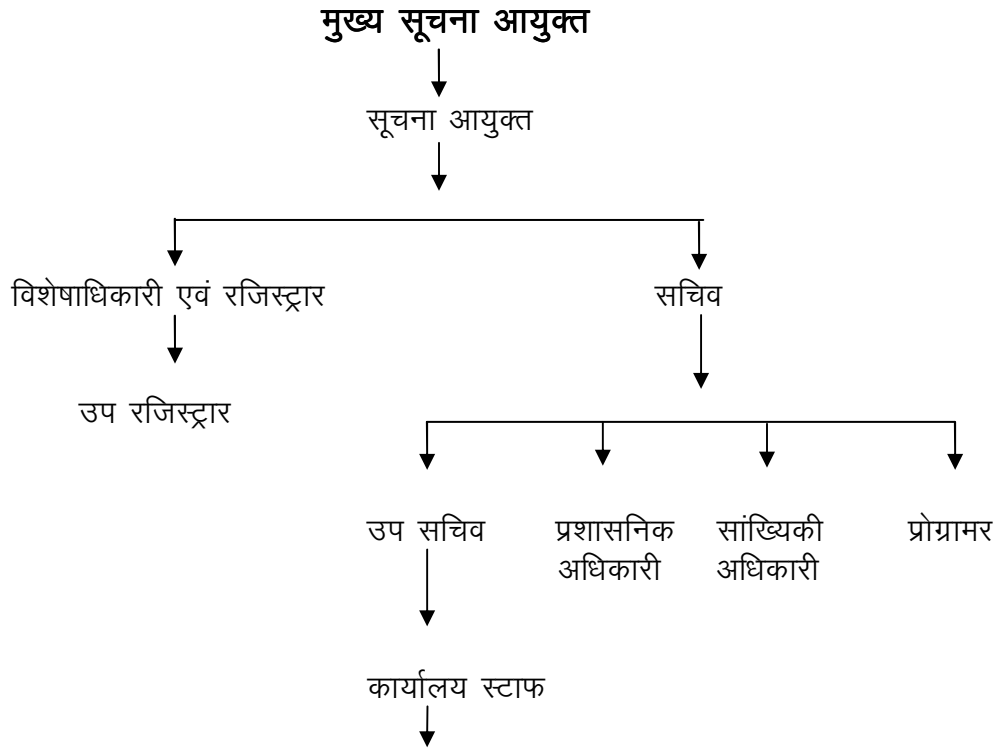 मुख्य सूचना आयुक्त
सूचना आयुक्त
विशेषाधिकारी एवं रजिस्ट्रार
सचिव
उप रजिस्ट्रार
उप सचिव
प्रशासनिक
अधिकारी
सांख्यिकी
अधिकारी
प्रोग्रामर
कार्यालय स्टाफ